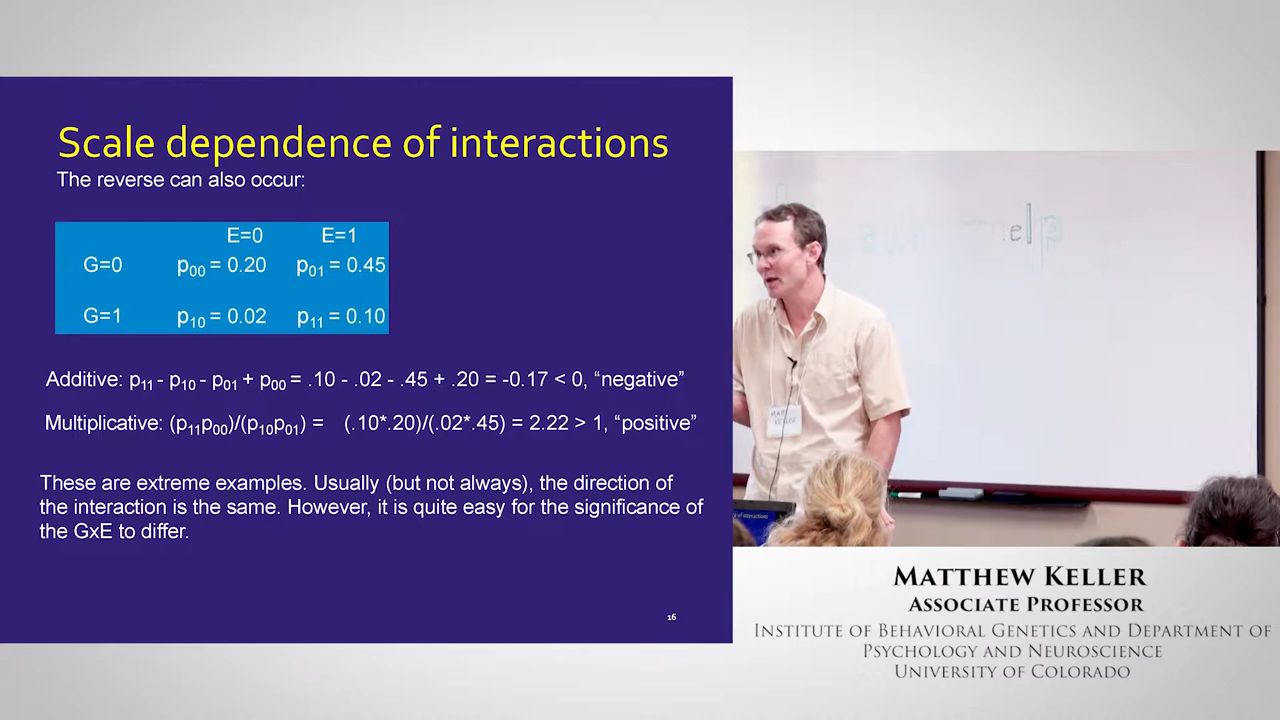 Scale dependence of interactions
The reverse can also occur:
E=0 E=1
G=0 p00 = 0.20 p01 = 0.45
G=1 p10 = 0.02 p11 = 0.10
Additive: p11 - p10 - p01 + p00 = .10 - .02 - .45 + .20 = -0.17 < 0, “negative”
Multiplicative: (p11p00)/(p10p01) = (.10*.20)/(.02*.45) = 2.22 > 1, “positive”
These are extreme examples. Usually (but not always), the direction of
the interaction is the same. However, it is quite easy for the significance of
the GxE to differ.
16
help
MATTHEW KELLER
ASSOCIATE PROFESSOR
INSTITUTE OF BEHAVIORAL GENETICS AND DEPARTMENT OF
PSYCHOLOGY AND NEUROSCIENCE
UNIVERSITY OF COLORADO